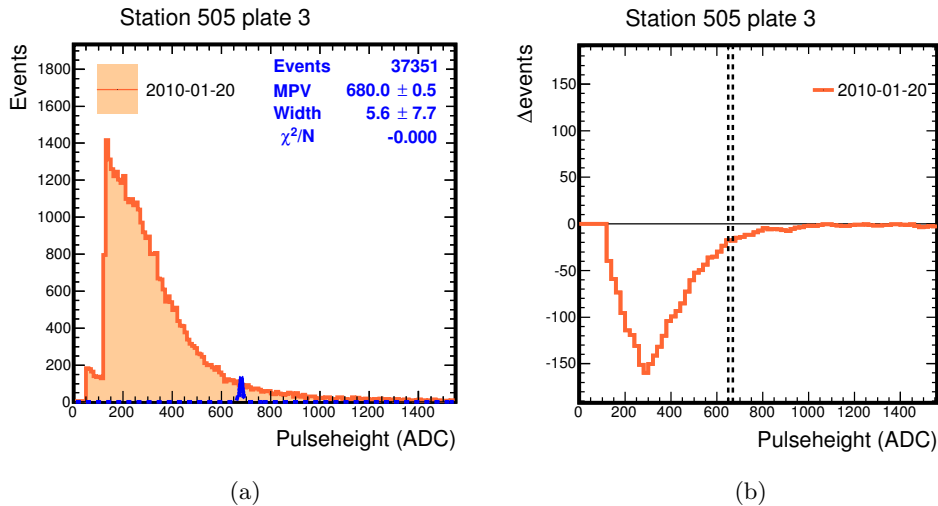 Station 505 plate 3
Events
1800
1600
1400
1200
1000
800
600
400
200
0
0 200 400 600 800 1000 1200 1400
Pulseheight (ADC)
2010-01-20
Events 37351
MPV 680.0 ± 0.5
Width 5.6 ± 7.7
χ²/N -0.000
(a)
Station 505 plate 3
Δevents
150
100
50
0
-50
-100
-150
0 200 400 600 800 1000 1200 1400
Pulseheight (ADC)
2010-01-20
(b)